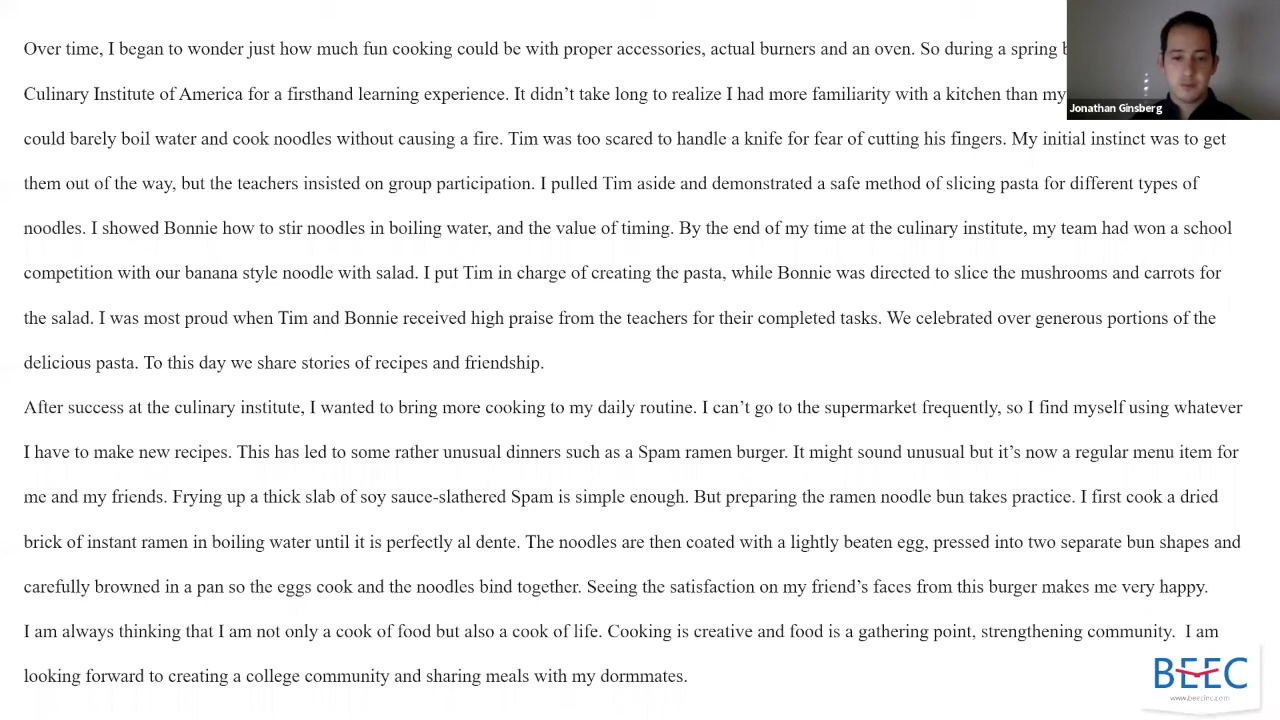 Over time, I began to wonder just how much fun cooking could be with proper accessories, actual burners and an oven. So during a spring
Culinary Institute of America for a firsthand learning experience. It didn’t take long to realize I had more familiarity with a kitchen than my
Jonathan Ginsberg
could barely boil water and cook noodles without causing a fire. Tim was too scared to handle a knife for fear of cutting his fingers. My initial instinct was to get
them out of the way, but the teachers insisted on group participation. I pulled Tim aside and demonstrated a safe method of slicing pasta for different types of
noodles. I showed Bonnie how to stir noodles in boiling water, and the value of timing. By the end of my time at the culinary institute, my team had won a school
competition with our banana style noodle with salad. I put Tim in charge of creating the pasta, while Bonnie was directed to slice the mushrooms and carrots for
the salad. I was most proud when Tim and Bonnie received high praise from the teachers for their completed tasks. We celebrated over generous portions of the
delicious pasta. To this day we share stories of recipes and friendship.
After success at the culinary institute, I wanted to bring more cooking to my daily routine. I can’t go to the supermarket frequently, so I find myself using whatever
I have to make new recipes. This has led to some rather unusual dinners such as a Spam ramen burger. It might sound unusual but it’s now a regular menu item for
me and my friends. Frying up a thick slab of soy sauce-slathered Spam is simple enough. But preparing the ramen noodle bun takes practice. I first cook a dried
brick of instant ramen in boiling water until it is perfectly al dente. The noodles are then coated with a lightly beaten egg, pressed into two separate bun shapes and
carefully browned in a pan so the eggs cook and the noodles bind together. Seeing the satisfaction on my friend’s faces from this burger makes me very happy.
I am always thinking that I am not only a cook of food but also a cook of life. Cooking is creative and food is a gathering point, strengthening community. I am
looking forward to creating a college community and sharing meals with my dormmates.
BEEC
www.beecinc.com